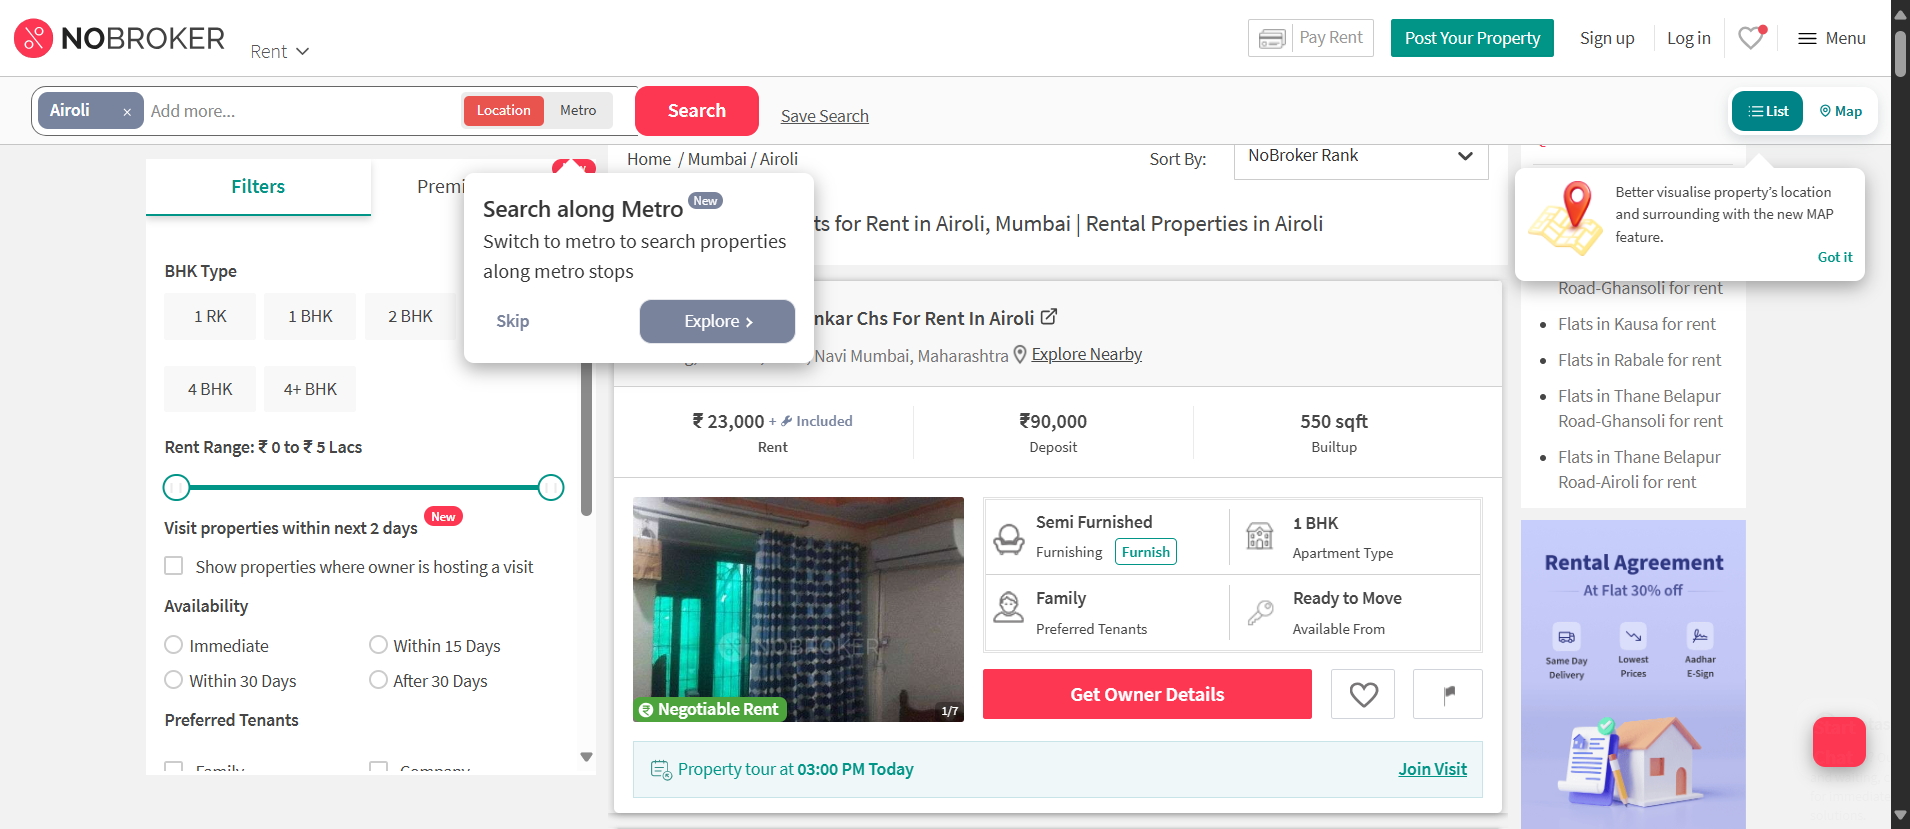 NOBROKER
Rent
Pay Rent
Post Your Property
Sign up
Log in
Menu
Airoli ×
Add more...
Location
Metro
Search
Save Search
List
Map
Filters
Premi
Search along Metro New
Switch to metro to search properties
along metro stops
Skip
Explore ›
BHK Type
1 RK
1 BHK
2 BHK
4 BHK
4+ BHK
Rent Range: ₹ 0 to ₹ 5 Lacs
Visit properties within next 2 days New
Show properties where owner is hosting a visit
Availability
Immediate
Within 15 Days
Within 30 Days
After 30 Days
Preferred Tenants
Family
Company
Home / Mumbai / Airoli
Sort By:
NoBroker Rank
ts for Rent in Airoli, Mumbai | Rental Properties in Airoli
nkar Chs For Rent In Airoli
Navi Mumbai, Maharashtra
Explore Nearby
₹ 23,000 + Included
Rent
₹90,000
Deposit
550 sqft
Builtup
NOBROKER
Negotiable Rent
1/7
Semi Furnished
Furnishing
Furnish
1 BHK
Apartment Type
Family
Preferred Tenants
Ready to Move
Available From
Get Owner Details
Property tour at 03:00 PM Today
Join Visit
Better visualise property's location
and surrounding with the new MAP
feature.
Got it
Road-Ghansoli for rent
Flats in Kausa for rent
Flats in Rabale for rent
Flats in Thane Belapur
Road-Ghansoli for rent
Flats in Thane Belapur
Road-Airoli for rent
Rental Agreement
At Flat 30% off
Same Day
Delivery
Lowest
Prices
Aadhar
E-Sign